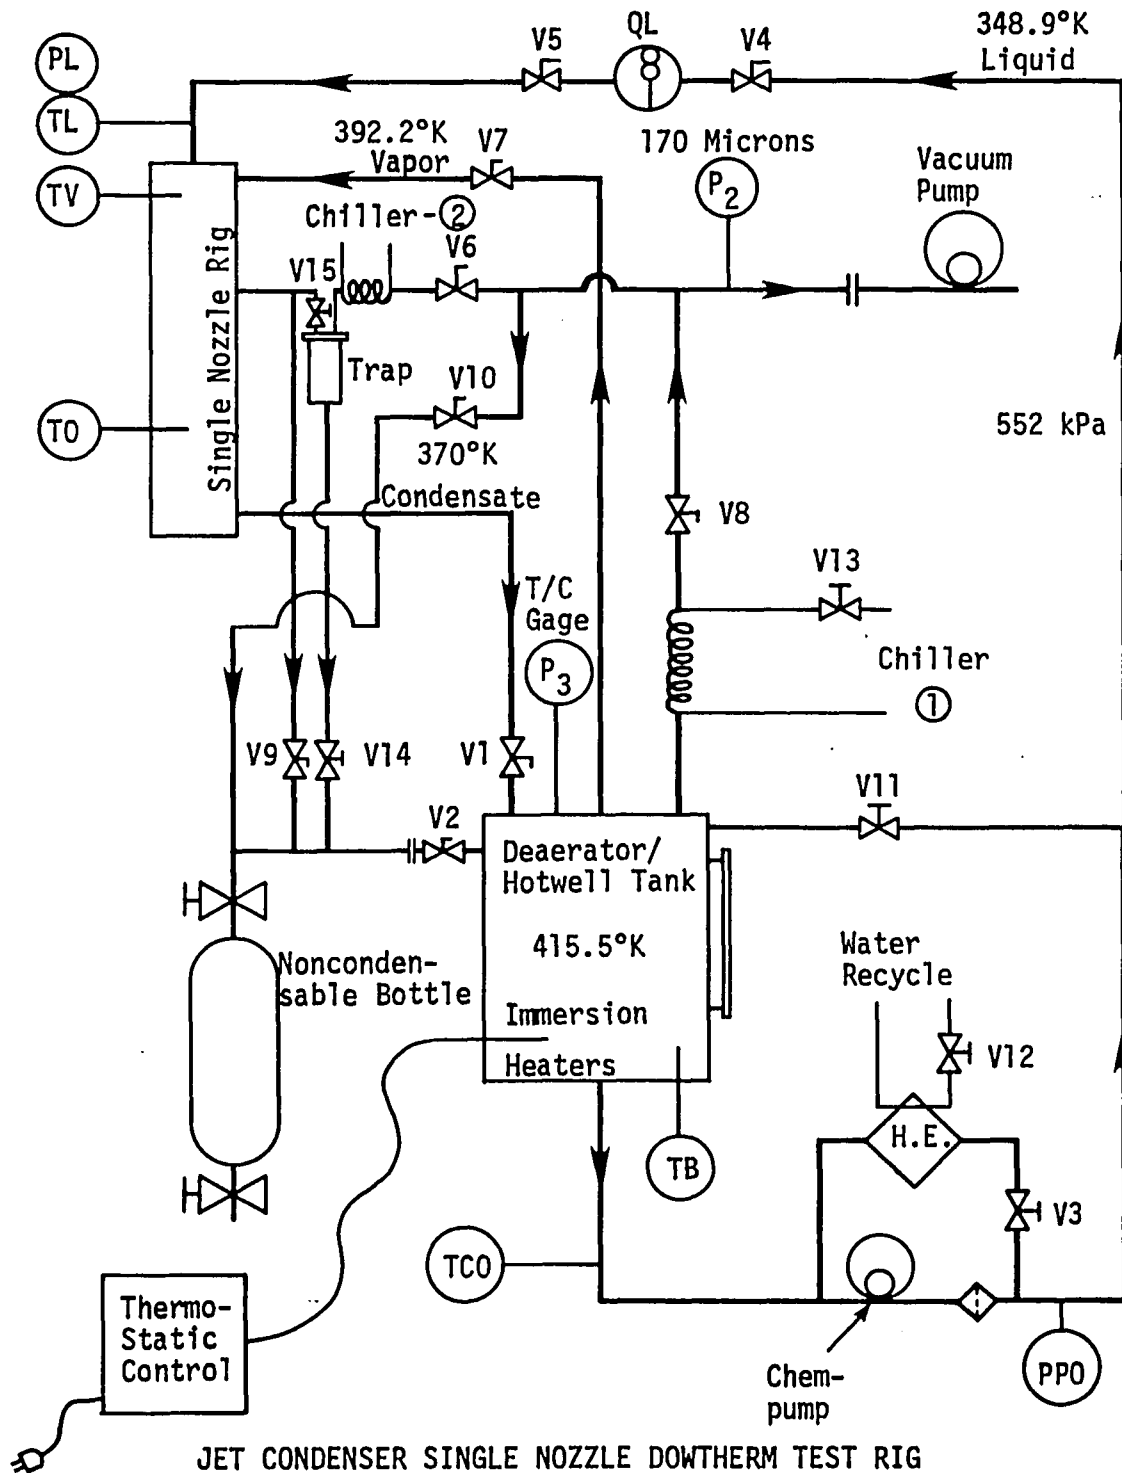 PL
TL
TV
TO
V5
QL
V4
348.9°K
Liquid
392.2°K
Vapor
V7
170 Microns
P2
Vacuum
Pump
Chiller-②
V6
V15
Single Nozzle Rig
Trap
V10
370°K
552 kPa
Condensate
V8
V13
T/C
Gage
P3
Chiller
①
V9
V14
V1
V11
V2
Deaerator/
Hotwell Tank
415.5°K
Immersion
Heaters
Nonconden-
sable Bottle
Water
Recycle
V12
H.E.
TB
V3
TCO
Thermo-
Static
Control
Chem-
pump
PPO
JET CONDENSER SINGLE NOZZLE DOWTHERM TEST RIG